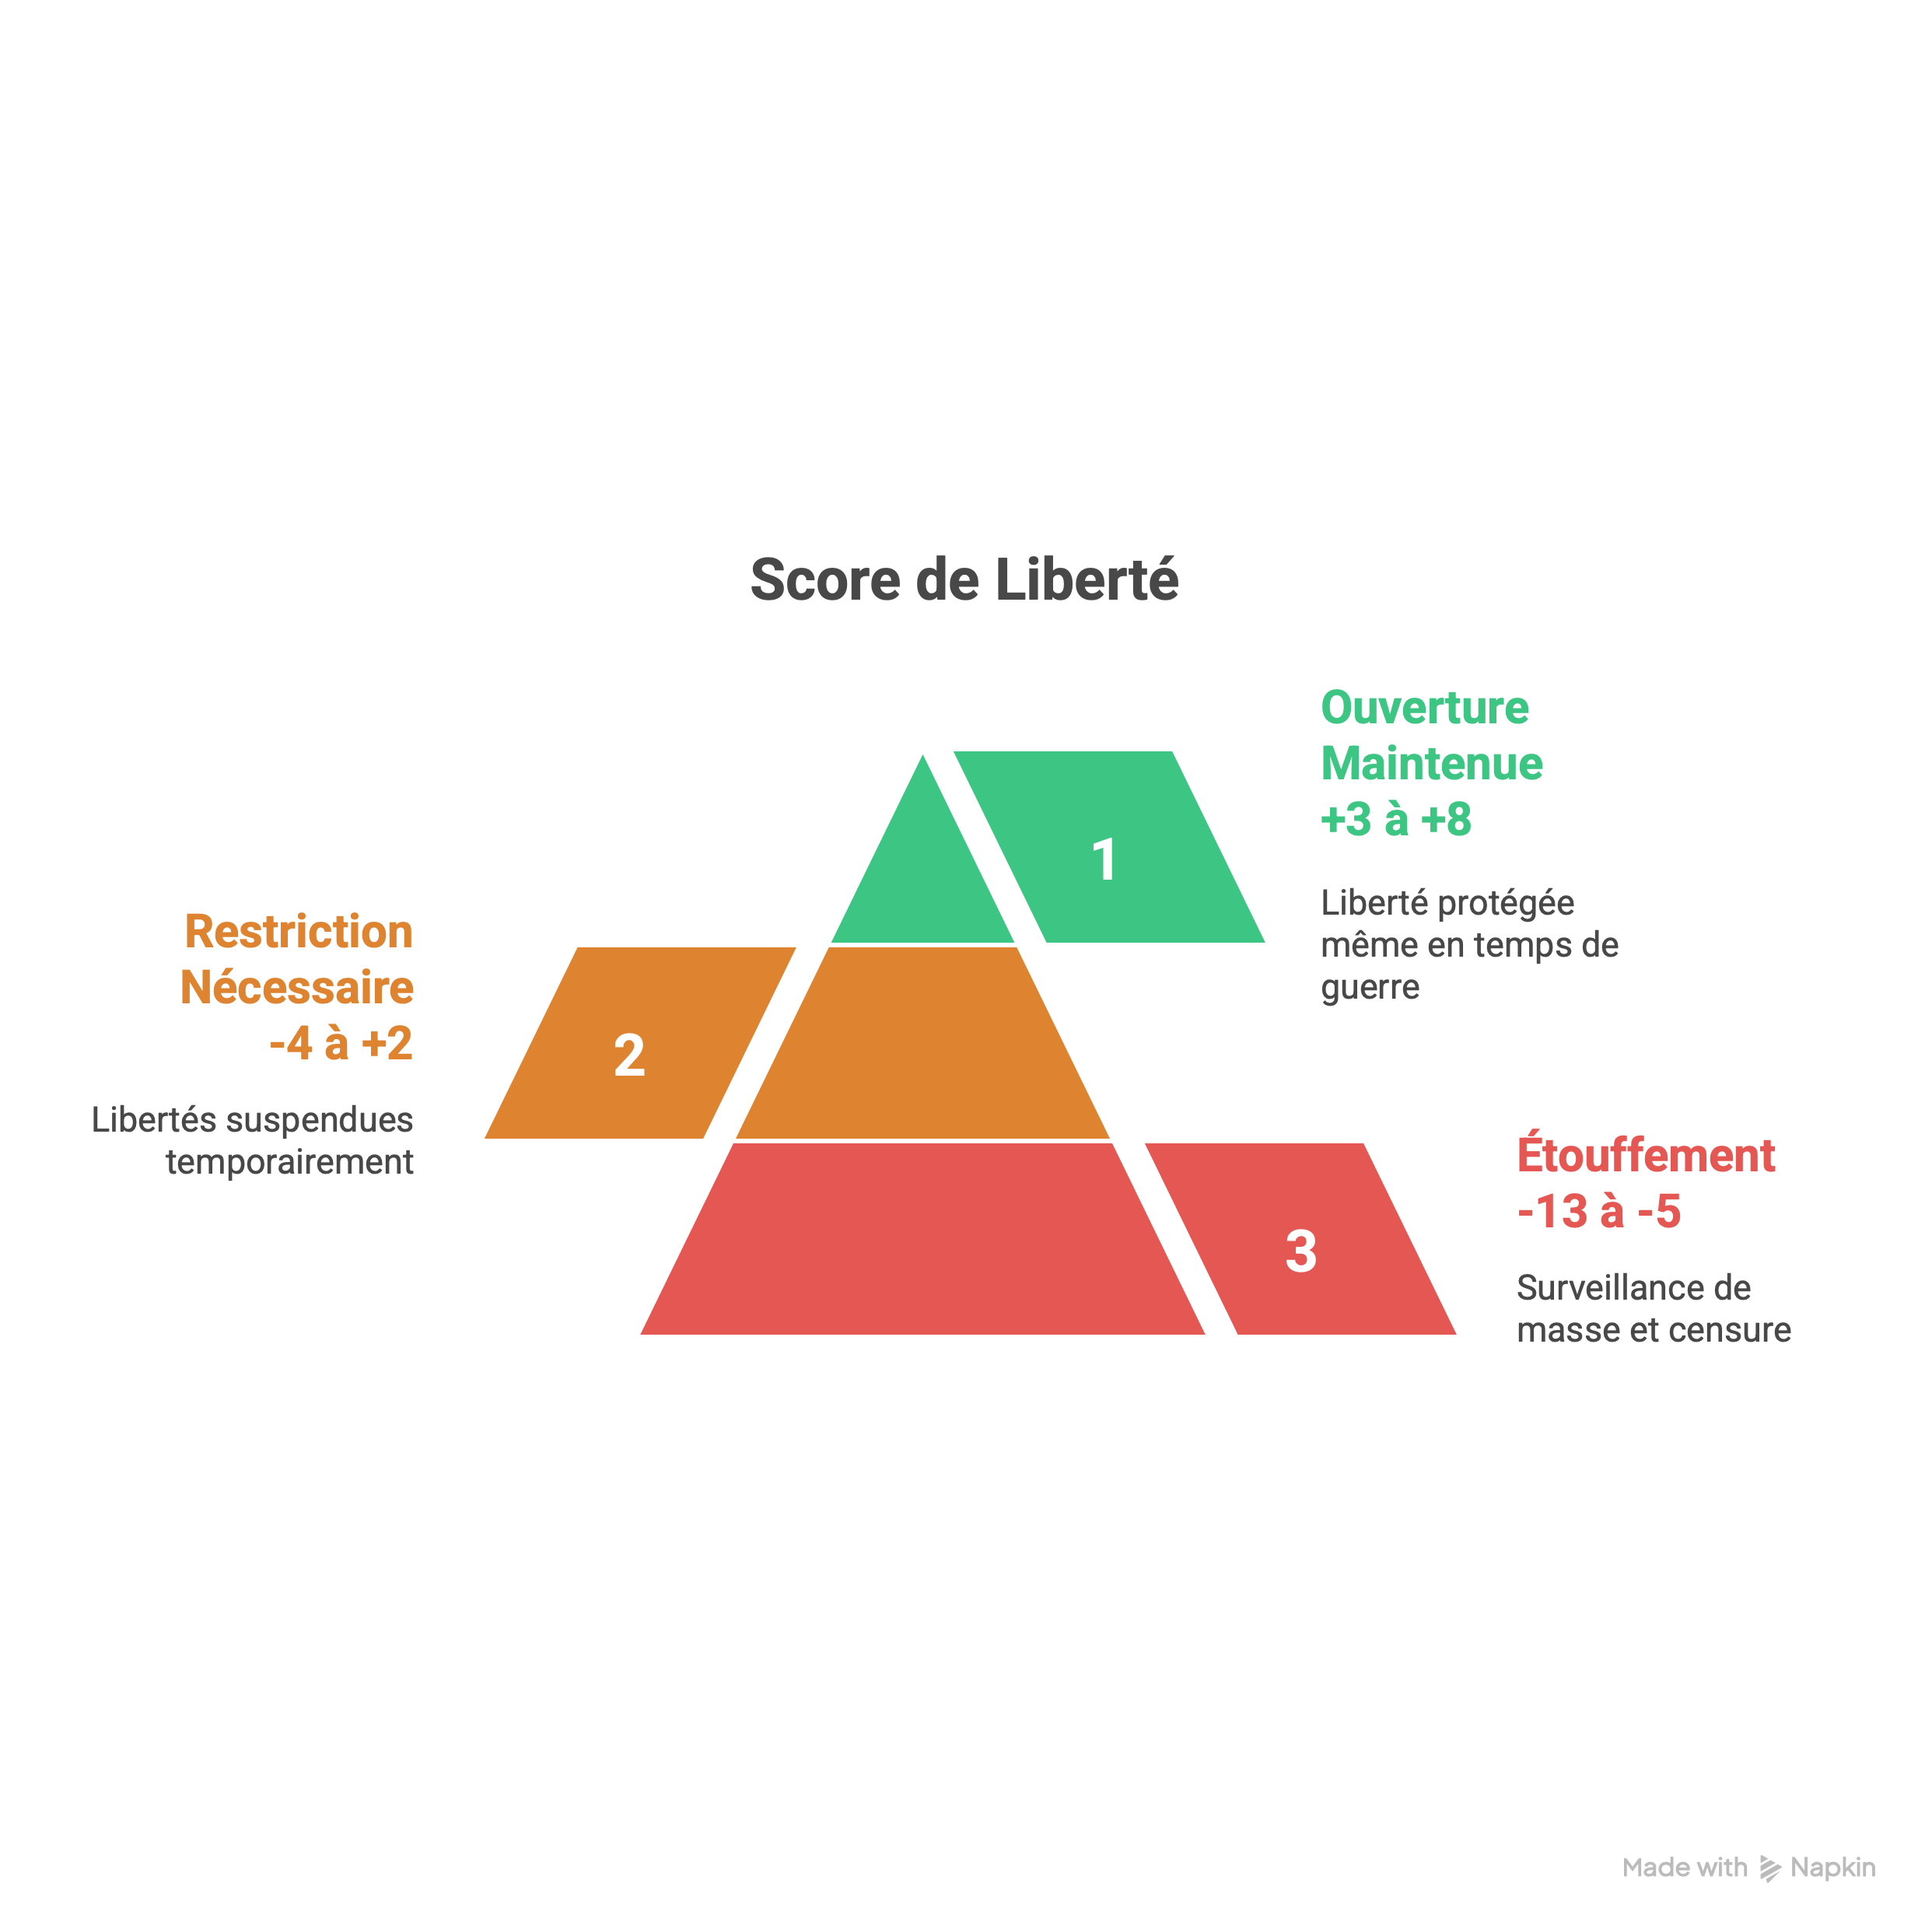 Score de Liberté
Ouverture
Maintenue
+3 à +8
Liberté protégée
même en temps de
guerre
1
Restriction
Nécessaire
-4 à +2
Libertés suspendues
temporairement
2
Étouffement
-13 à -5
Surveillance de
masse et censure
3
Made with Napkin